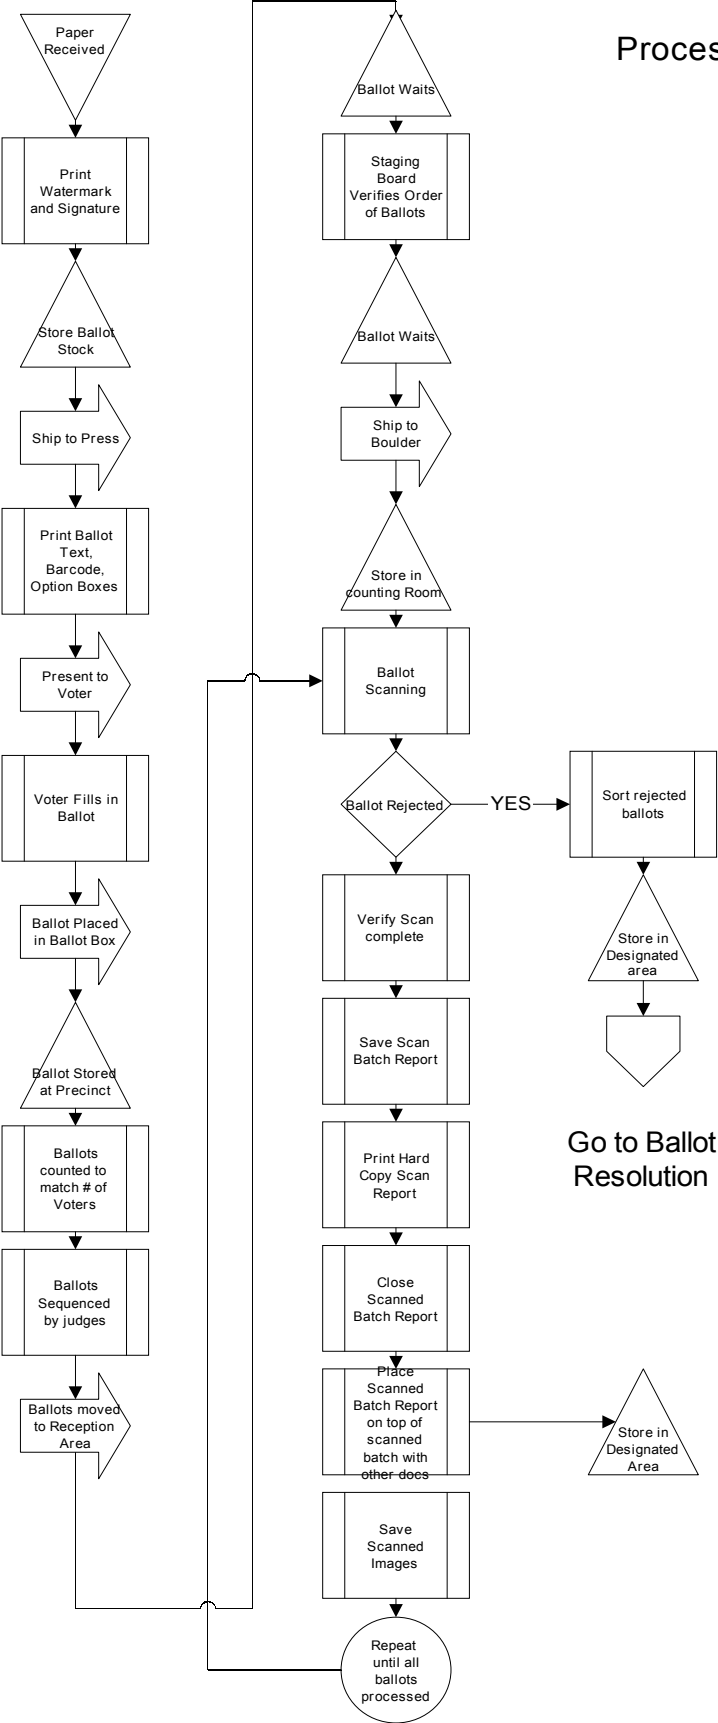 Paper
Received
Print
Watermark
and Signature
Store Ballot
Stock
Ship to Press
Print Ballot
Text,
Barcode,
Option Boxes
Present to
Voter
Voter Fills in
Ballot
Ballot Placed
in Ballot Box
Ballot Stored
at Precinct
Ballots
counted to
match # of
Voters
Ballots
Sequenced
by judges
Ballots moved
to Reception
Area
Ballot Waits
Staging
Board
Verifies Order
of Ballots
Ballot Waits
Ship to
Boulder
Store in
counting Room
Ballot
Scanning
Ballot Rejected
YES
Verify Scan
complete
Save Scan
Batch Report
Print Hard
Copy Scan
Report
Close
Scanned
Batch Report
Place
Scanned
Batch Report
on top of
scanned
batch with
other docs
Save
Scanned
Images
Repeat
until all
ballots
processed
Proces
Sort rejected
ballots
Store in
Designated
area
Go to Ballot
Resolution
Store in
Designated
Area